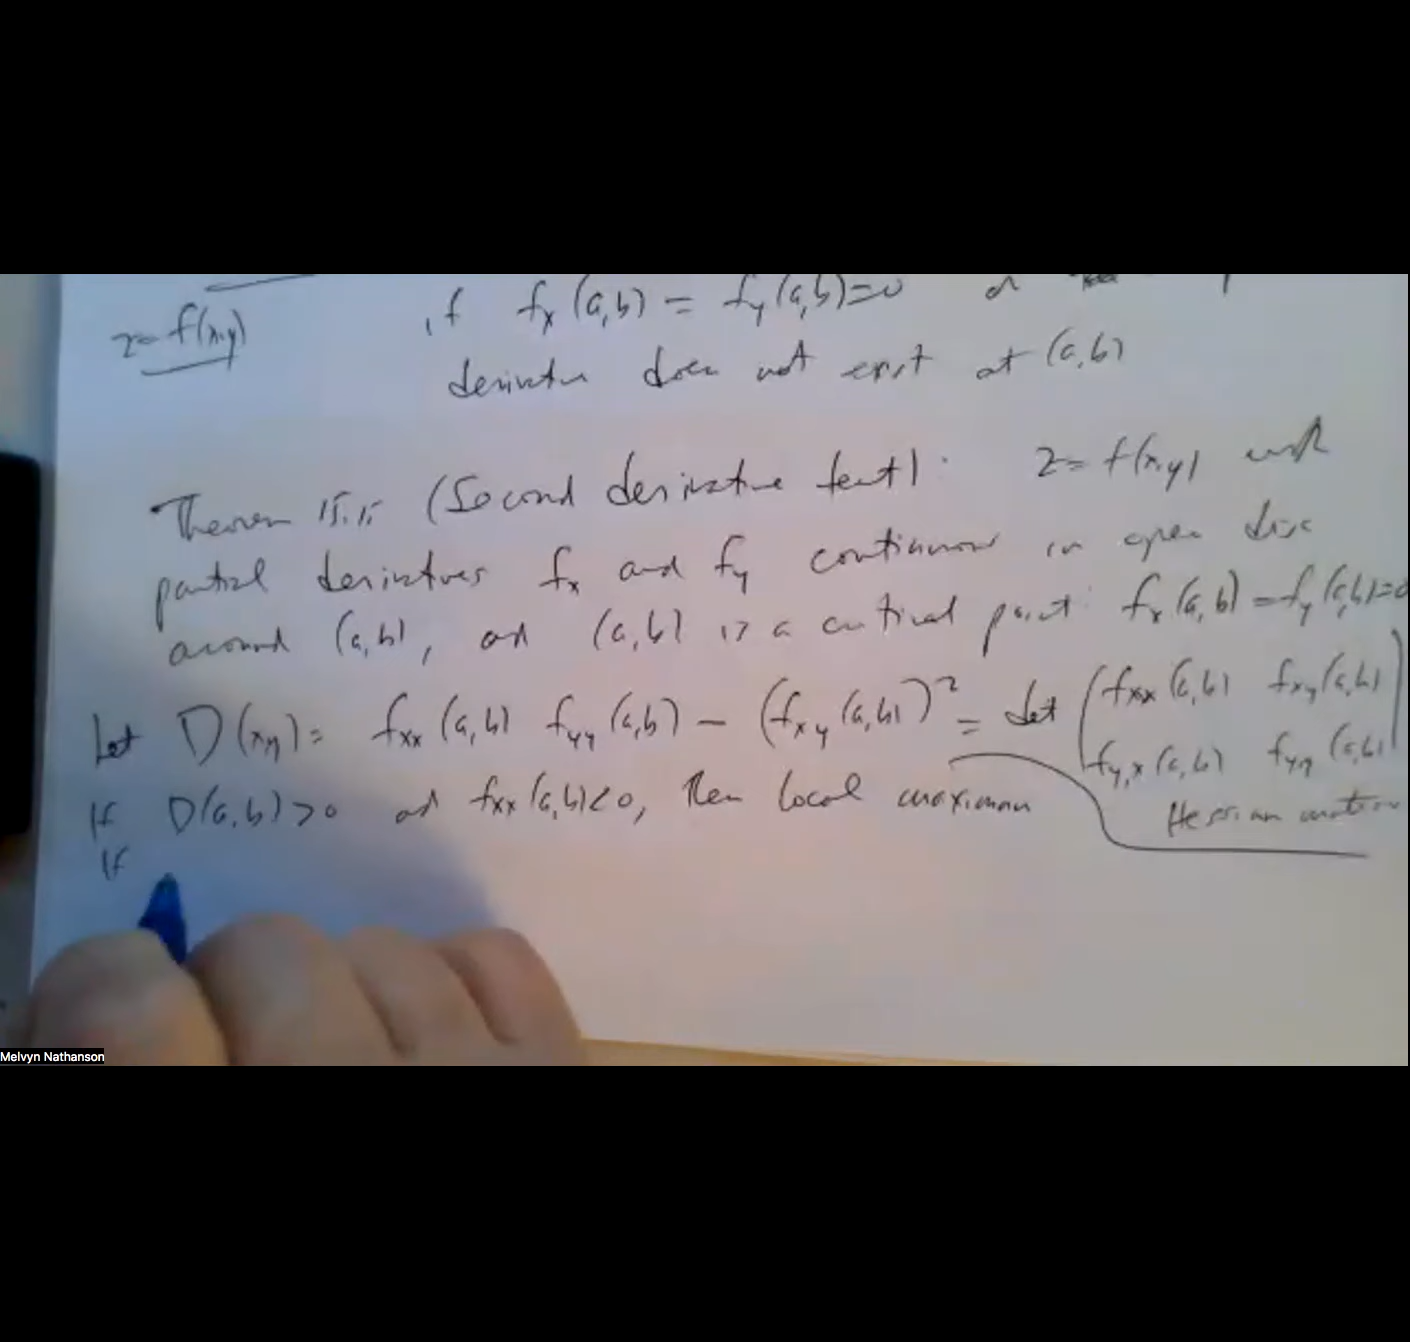 z = f(x,y)
if fx (a,b) = fy (a,b) = 0 or
derivative does not exist at (a,b)
Theorem 15.15 (Second derivative test): z = f(x,y) with
partial derivatives fx and fy continuous in open disc
around (a,b), and (a,b) is a critical point: fx (a,b) = fy (a,b) = 0
Let D(x,y) = fxx (a,b) fyy (a,b) − (fxy (a,b))² = det (fxx (a,b) fxy (a,b)
fy,x (a,b) fyy (a,b))
If D(a,b) > 0 and fxx (a,b) < 0, then local maximum
Hessian matrix
If
Melvyn Nathanson